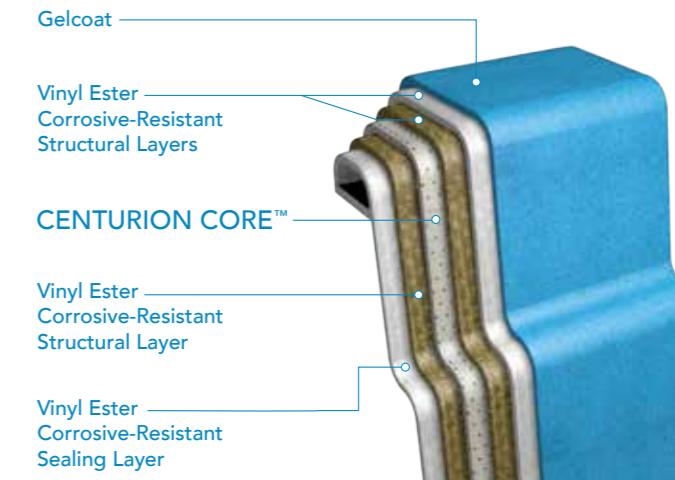 Gelcoat
Vinyl Ester
Corrosive-Resistant
Structural Layers
CENTURION CORE™
Vinyl Ester
Corrosive-Resistant
Structural Layer
Vinyl Ester
Corrosive-Resistant
Sealing Layer